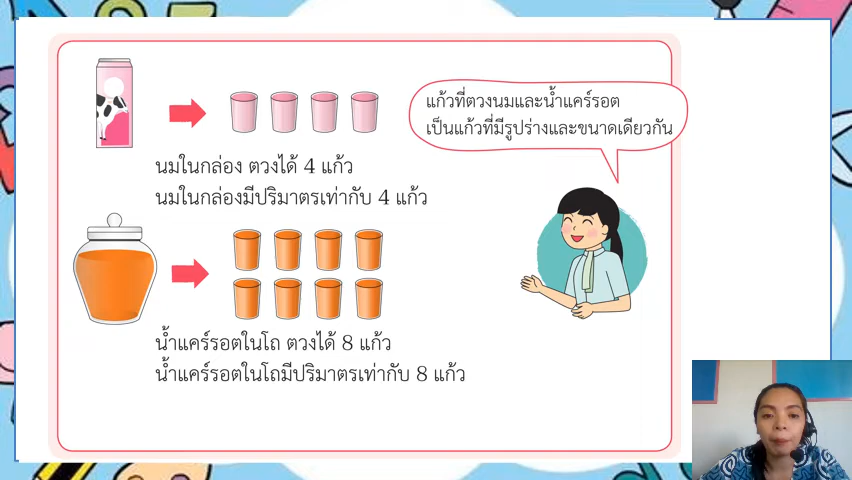 แก้วที่ตวงนมและน้ำแคร์รอต
เป็นแก้วที่มีรูปร่างและขนาดเดียวกัน
นมในกล่อง ตวงได้ 4 แก้ว
นมในกล่องมีปริมาตรเท่ากับ 4 แก้ว
น้ำแคร์รอตในโถ ตวงได้ 8 แก้ว
น้ำแคร์รอตในโถมีปริมาตรเท่ากับ 8 แก้ว